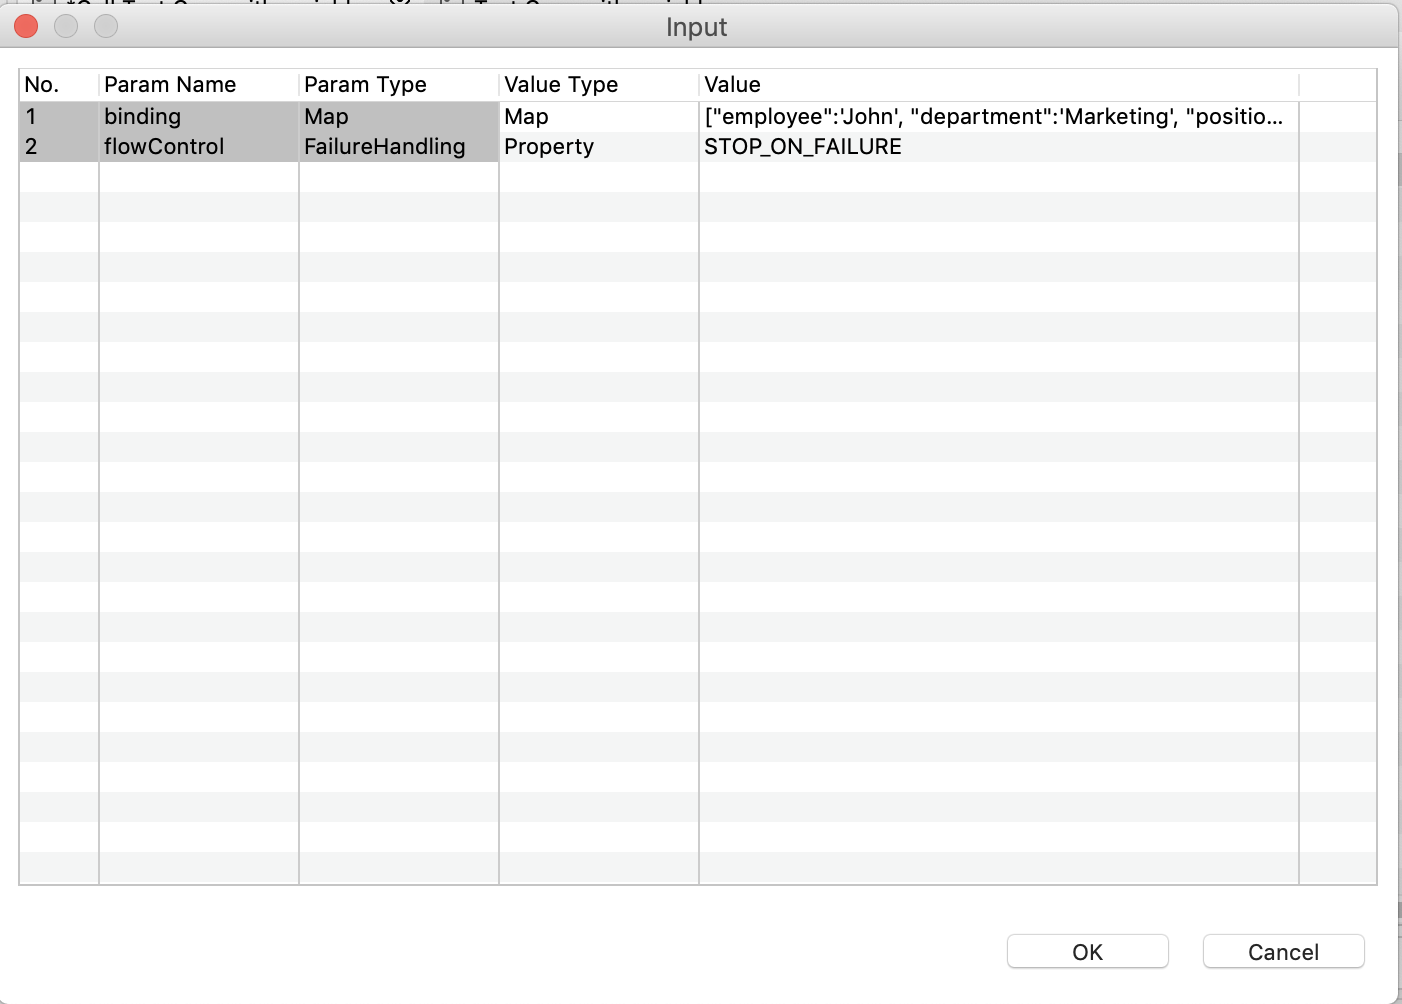 Input
No. Param Name Param Type Value Type Value
1 binding Map Map ["employee":'John', "department":'Marketing', "positio...
2 flowControl FailureHandling Property STOP_ON_FAILURE
OK Cancel